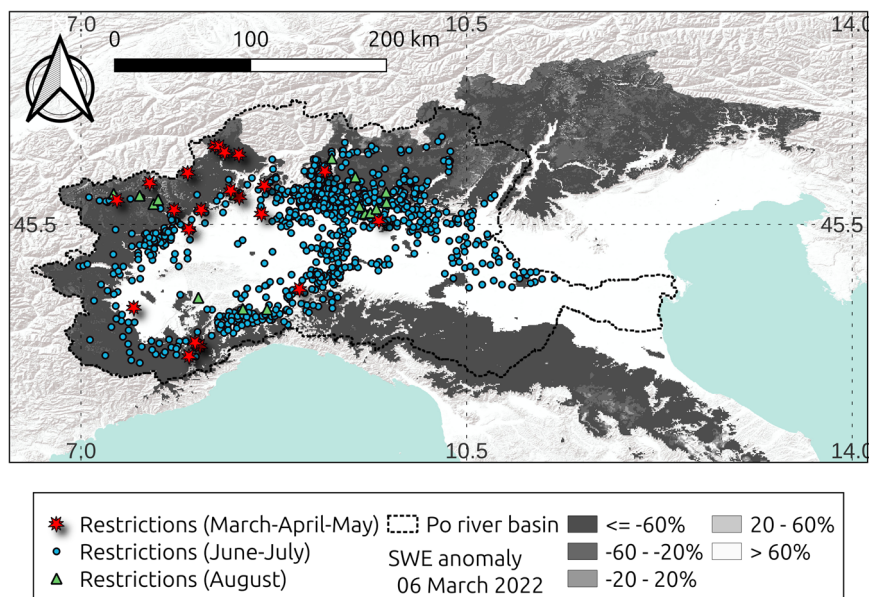 7.0 10.5 14.0
0 100 200 km
45.5 45.5
7.0 10.5 14.0
Restrictions (March-April-May) Po river basin <= -60% 20 - 60%
Restrictions (June-July) SWE anomaly -60 - -20% > 60%
Restrictions (August) 06 March 2022 -20 - 20%